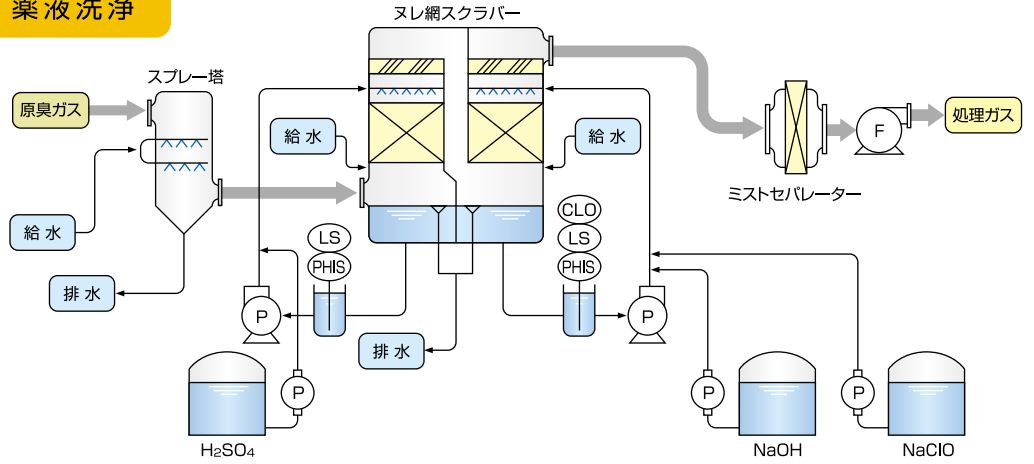 薬液洗浄
ヌレ網スクラバー
スプレー塔
原臭ガス
給水
給水
処理ガス
F
ミストセパレーター
給水
排水
LS
PHIS
CLO
LS
PHIS
P
P
排水
P
P
P
H₂SO₄
NaOH
NaClO